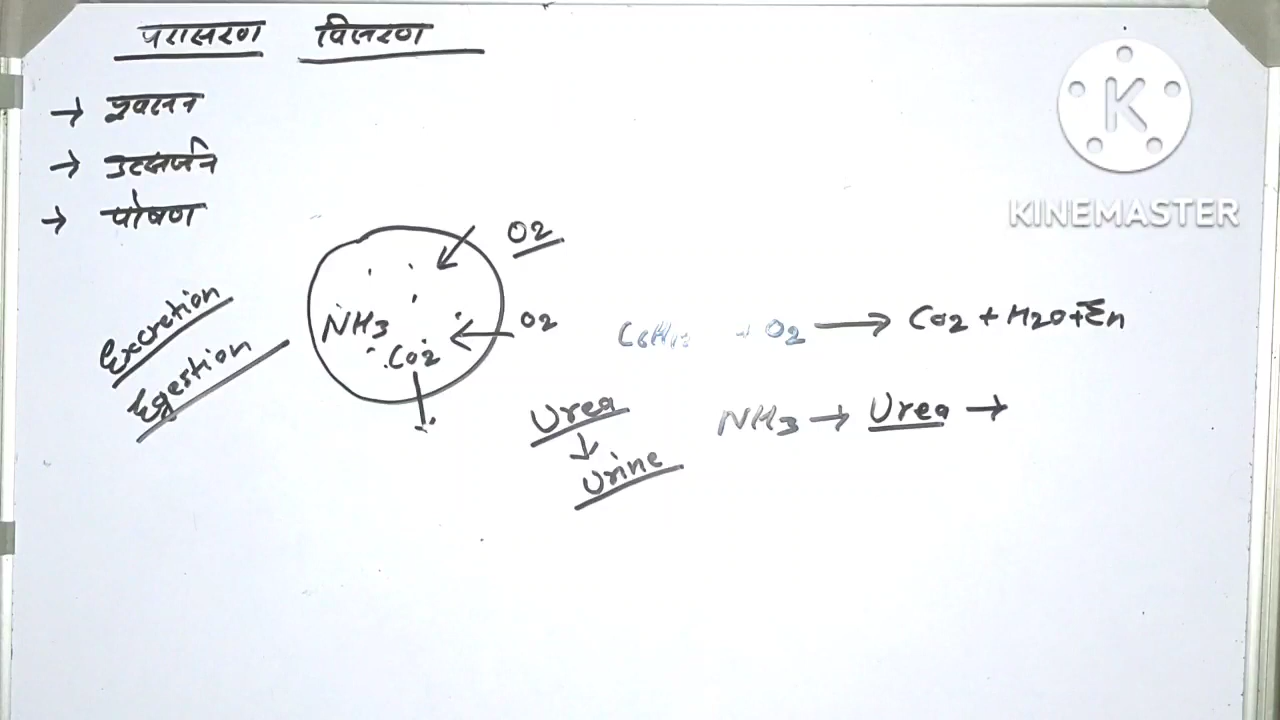 परासरण विसरण
→ श्वसन
→ उत्सर्जन
→ पोषण
Excretion
Egestion
O2
O2
NH3
CO2
C6H12 + O2 → CO2 + H2O + En
Urea
↓
Urine
NH3 → Urea →
K
KINEMASTER